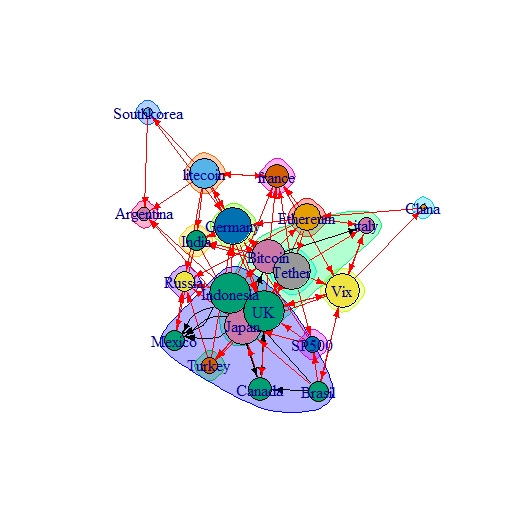 Southkorea
litecoin
france
Argentina
Ethereum
China
Germany
italy
India
Bitcoin
Tether
Russia
Indonesia
Vix
UK
Japan
Mexico
SP500
Turkey
Canada
Brasil